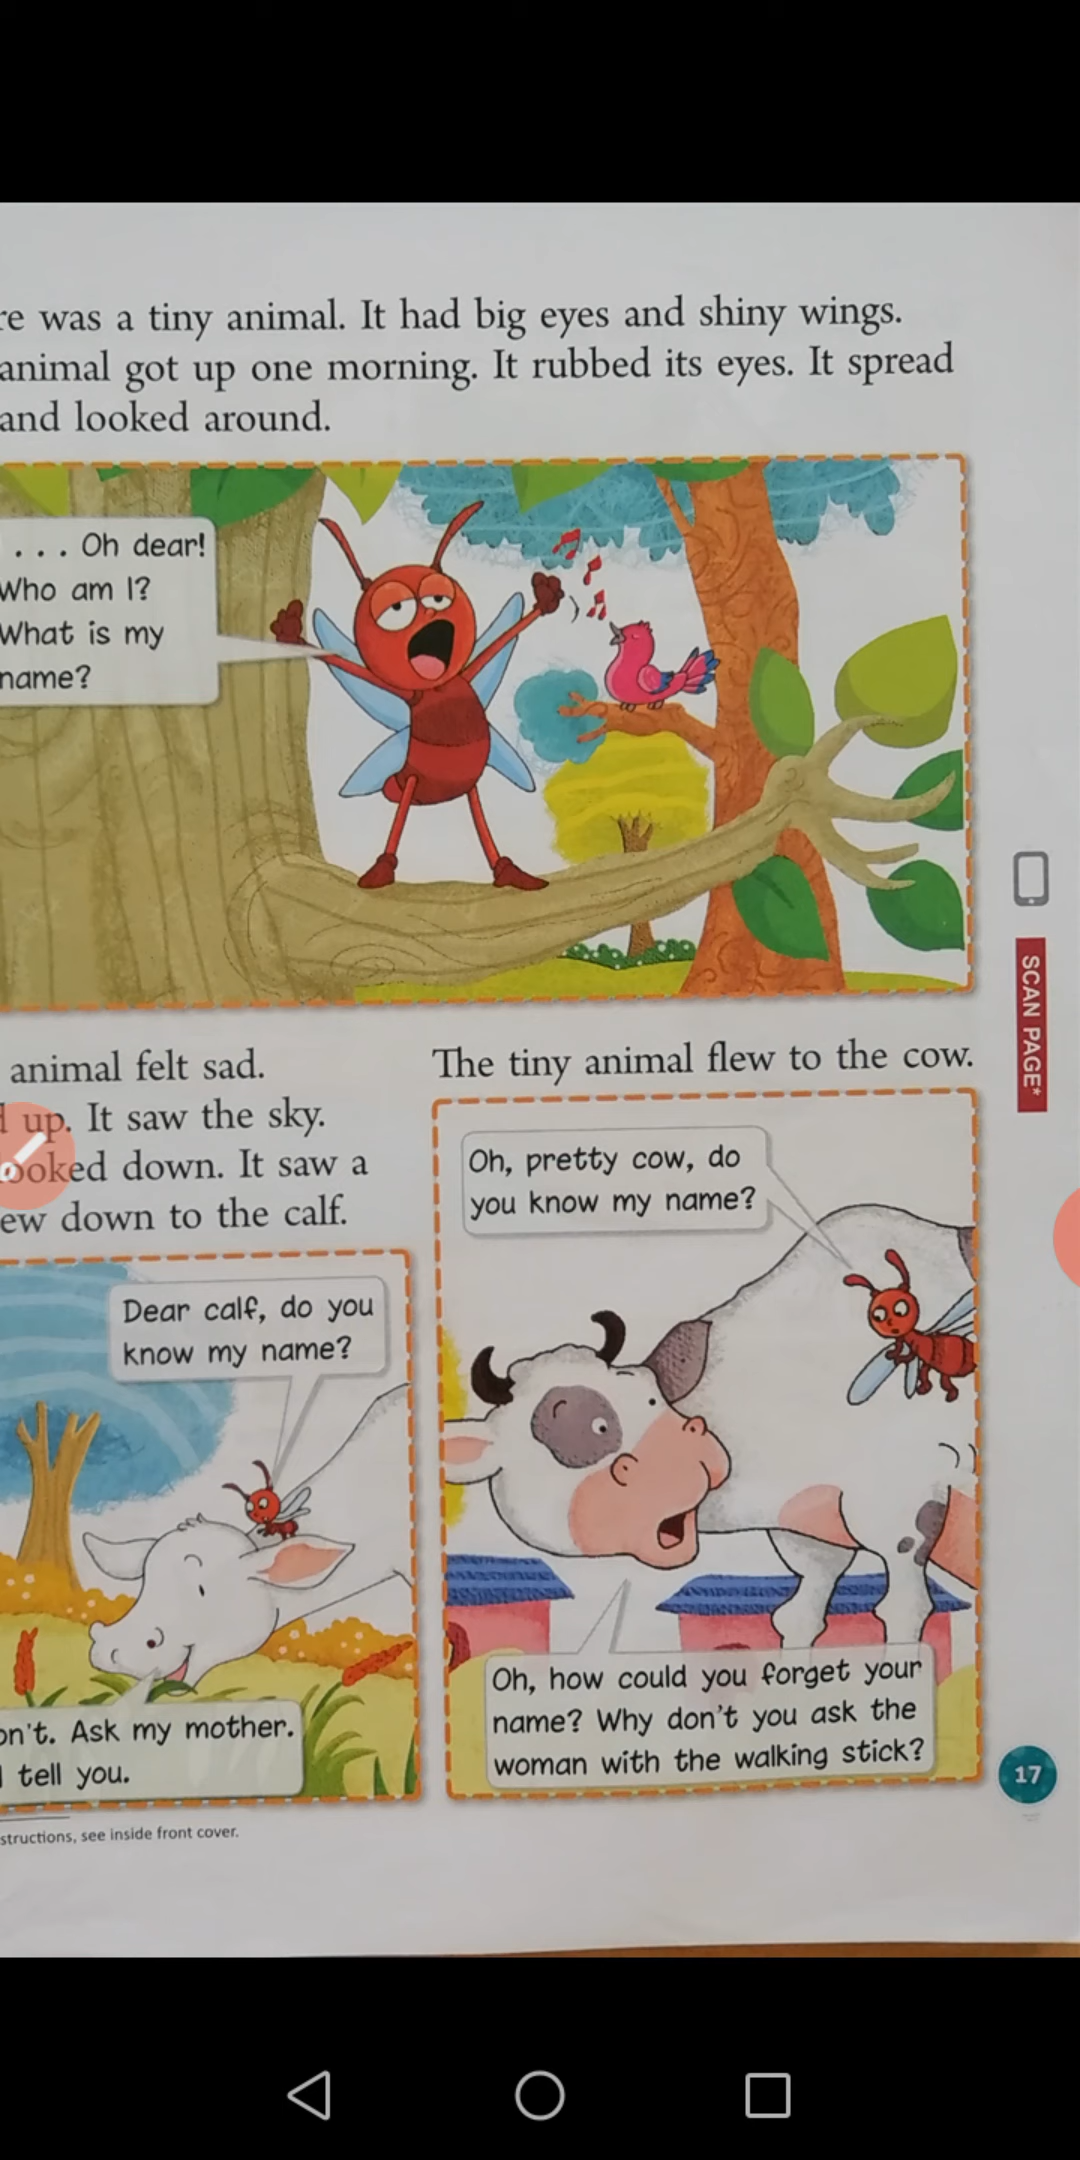 re was a tiny animal. It had big eyes and shiny wings.
animal got up one morning. It rubbed its eyes. It spread
and looked around.
. . . Oh dear!
Who am I?
What is my
name?
animal felt sad.
up. It saw the sky.
ooked down. It saw a
ew down to the calf.
Dear calf, do you
know my name?
on't. Ask my mother.
tell you.
The tiny animal flew to the cow.
Oh, pretty cow, do
you know my name?
Oh, how could you forget your
name? Why don't you ask the
woman with the walking stick?
SCAN PAGE*
17
structions, see inside front cover.